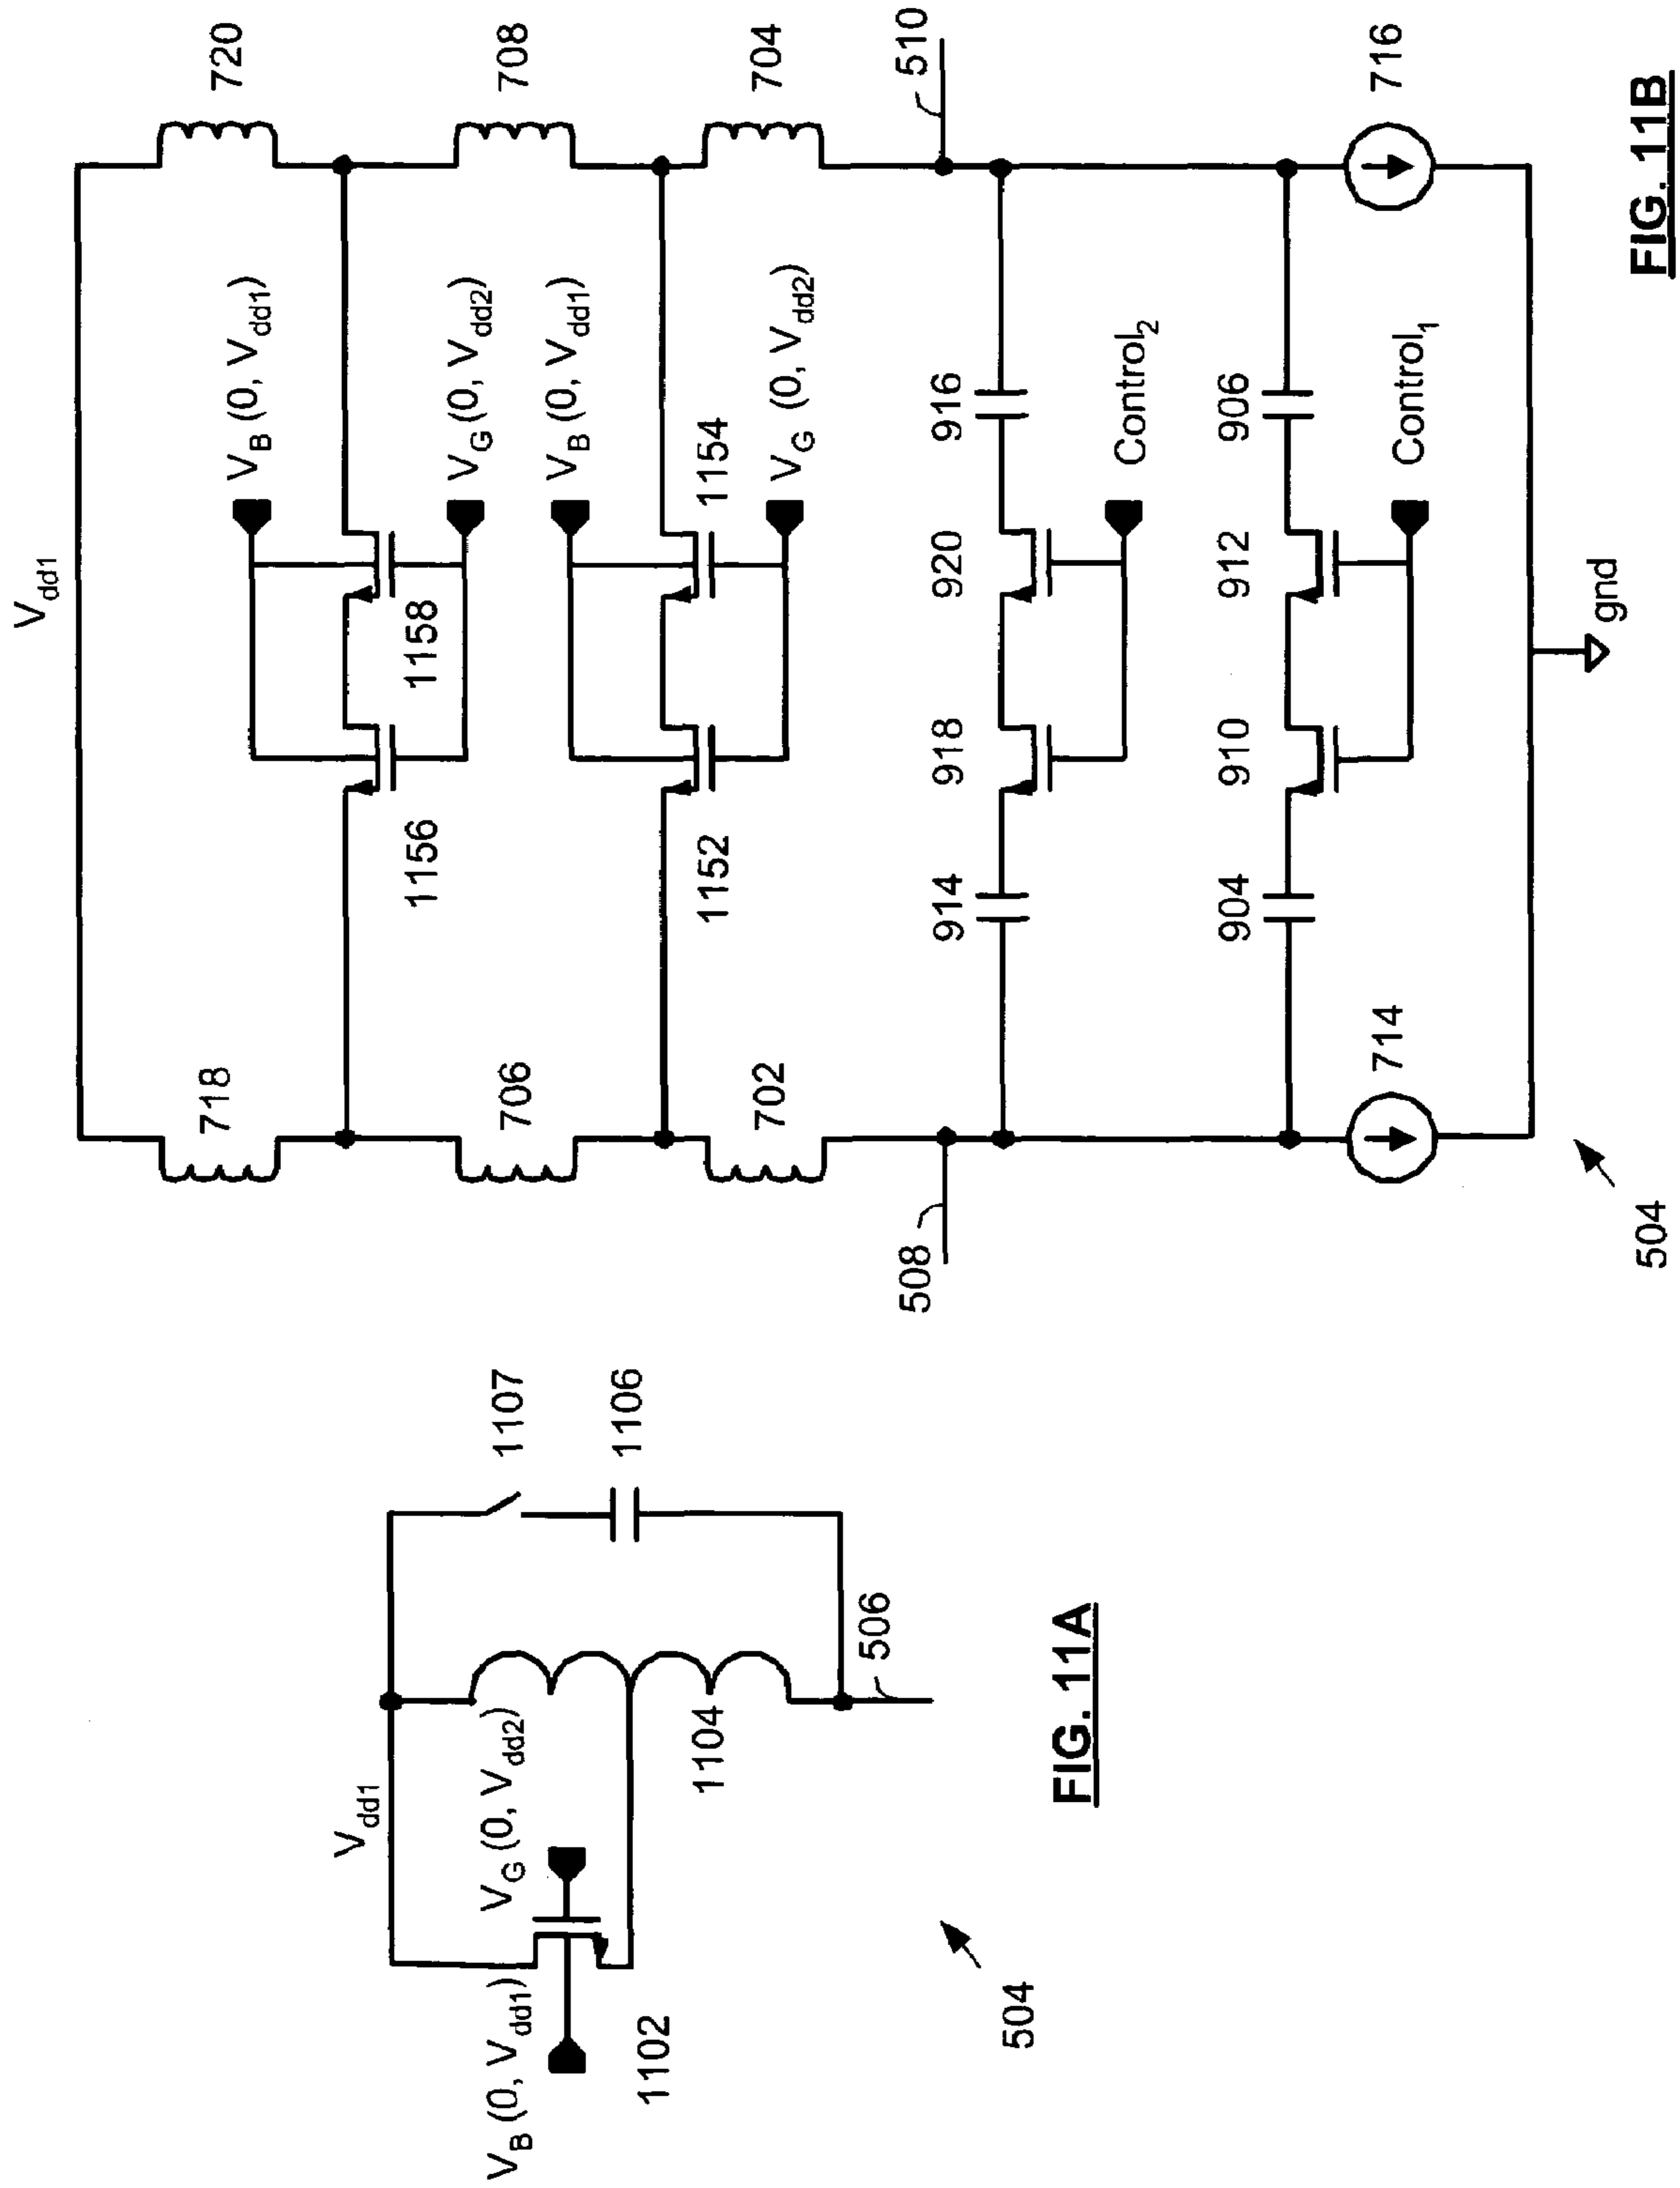 V_dd1
V_B (0, V_dd1)
V_G (0, V_dd2)
1102
1104
1107
1106
506
504
FIG. 11A
V_dd1
718
720
V_B (0, V_dd1)
1156
1158
V_G (0, V_dd2)
706
708
V_B (0, V_dd1)
1152
1154
V_G (0, V_dd2)
702
704
508
510
914
918
920
916
Control_2
904
910
912
906
Control_1
714
716
gnd
504
FIG. 11B